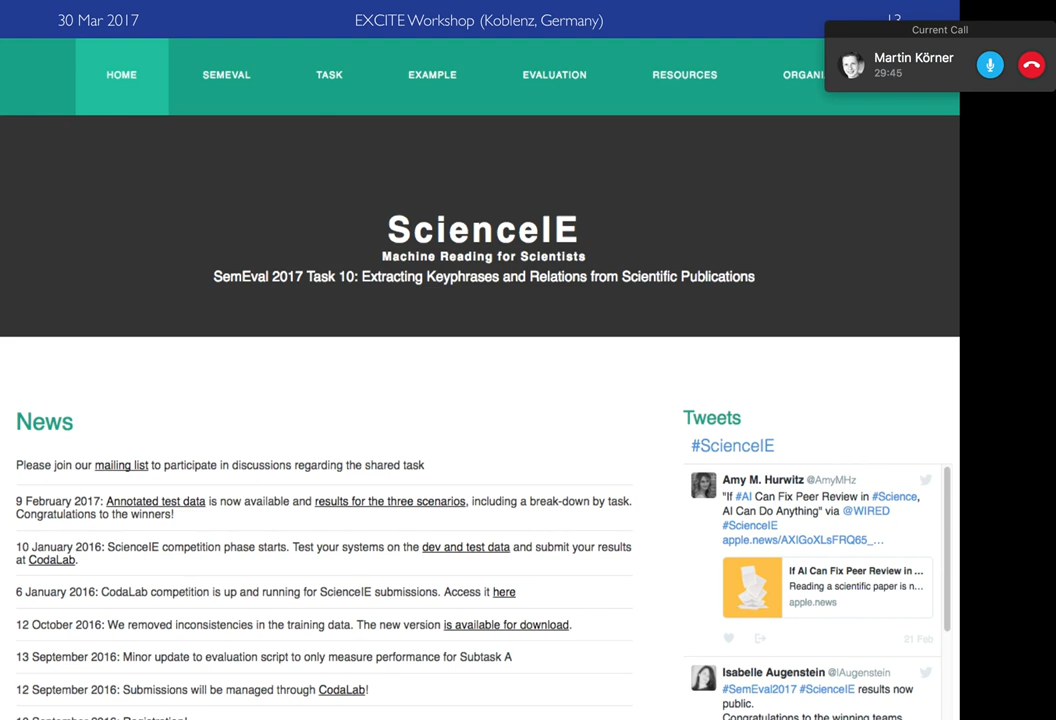 30 Mar 2017
EXCITE Workshop (Koblenz, Germany)
Current Call
Martin Körner
29:45
HOME
SEMEVAL
TASK
EXAMPLE
EVALUATION
RESOURCES
ScienceIE
Machine Reading for Scientists
SemEval 2017 Task 10: Extracting Keyphrases and Relations from Scientific Publications
News
Please join our mailing list to participate in discussions regarding the shared task
9 February 2017: Annotated test data is now available and results for the three scenarios, including a break-down by task.
Congratulations to the winners!
10 January 2016: ScienceIE competition phase starts. Test your systems on the dev and test data and submit your results
at CodaLab.
6 January 2016: CodaLab competition is up and running for ScienceIE submissions. Access it here
12 October 2016: We removed inconsistencies in the training data. The new version is available for download.
13 September 2016: Minor update to evaluation script to only measure performance for Subtask A
12 September 2016: Submissions will be managed through CodaLab!
Tweets
#ScienceIE
Amy M. Hurwitz @AmyMHz
"If #AI Can Fix Peer Review in #Science,
AI Can Do Anything" via @WIRED
#ScienceIE
apple.news/AXIGoXLsFRQ65_...
If AI Can Fix Peer Review in ...
Reading a scientific paper is n...
apple.news
21 Feb
Isabelle Augenstein @IAugenstein
#SemEval2017 #ScienceIE results now
public.
Congratulations to the winning teams